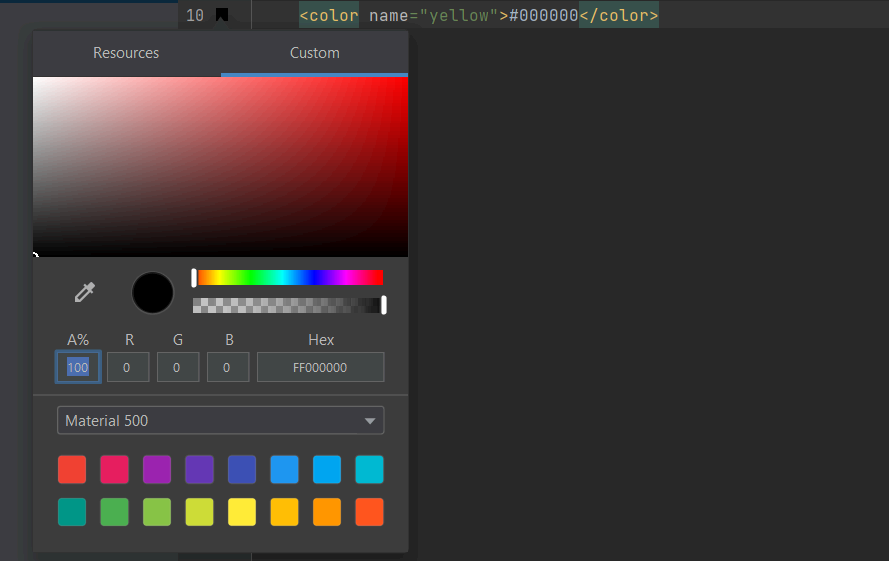 10 <color name="yellow">#000000</color>
Resources Custom
A% R G B Hex
100 0 0 0 FF000000
Material 500